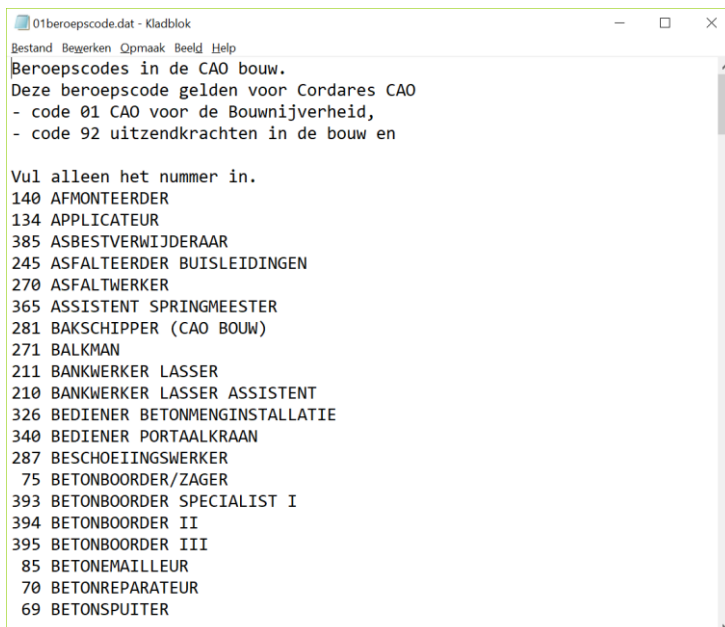 01beroepscode.dat - Kladblok
Bestand Bewerken Opmaak Beeld Help
Beroepscodes in de CAO bouw.
Deze beroepscode gelden voor Cordares CAO
- code 01 CAO voor de Bouwnijverheid,
- code 92 uitzendkrachten in de bouw en
Vul alleen het nummer in.
140 AFMONTEERDER
134 APPLICATEUR
385 ASBESTVERWIJDERAAR
245 ASFALTEERDER BUISLEIDINGEN
270 ASFALTWERKER
365 ASSISTENT SPRINGMEESTER
281 BAKSCHIPPER (CAO BOUW)
271 BALKMAN
211 BANKWERKER LASSER
210 BANKWERKER LASSER ASSISTENT
326 BEDIENER BETONMENGINSTALLATIE
340 BEDIENER PORTAALKRAAN
287 BESCHOEIINGSWERKER
75 BETONBOORDER/ZAGER
393 BETONBOORDER SPECIALIST I
394 BETONBOORDER II
395 BETONBOORDER III
85 BETONEMAILLEUR
70 BETONREPARATEUR
69 BETONSPUITER